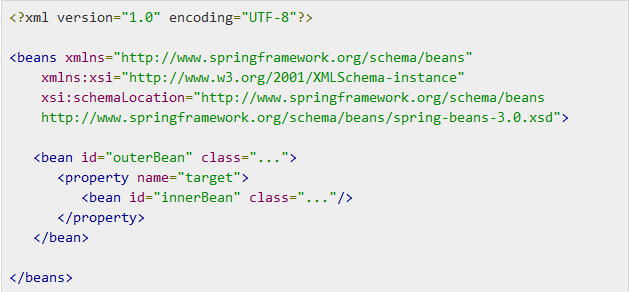 <?xml version="1.0" encoding="UTF-8"?>
<beans xmlns="http://www.springframework.org/schema/beans"
xmlns:xsi="http://www.w3.org/2001/XMLSchema-instance"
xsi:schemaLocation="http://www.springframework.org/schema/beans
http://www.springframework.org/schema/beans/spring-beans-3.0.xsd">
<bean id="outerBean" class="...">
<property name="target">
<bean id="innerBean" class="..."/>
</property>
</bean>
</beans>